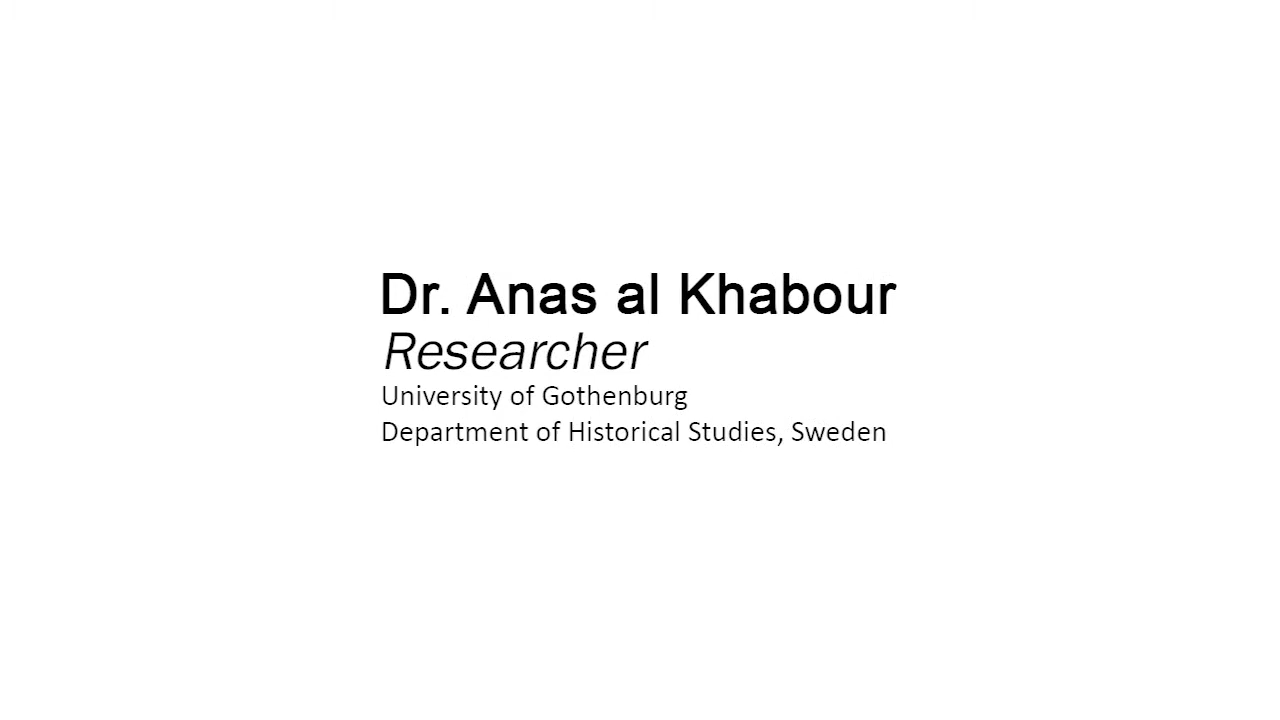 Dr. Anas al Khabour
Researcher
University of Gothenburg
Department of Historical Studies, Sweden